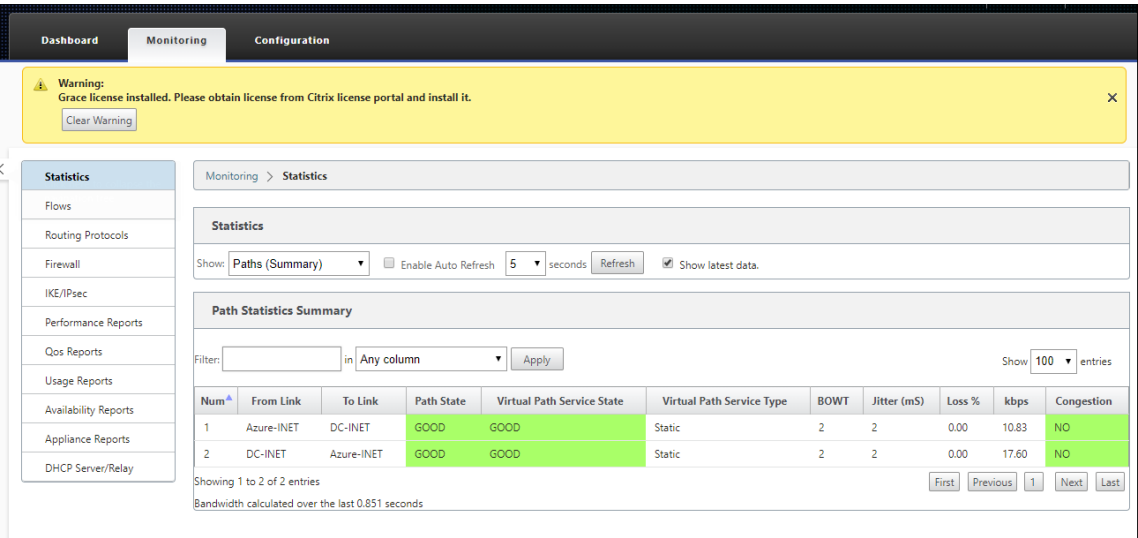 Dashboard Monitoring Configuration
Warning:
Grace license installed. Please obtain license from Citrix license portal and install it.
Clear Warning
Statistics
Flows
Routing Protocols
Firewall
IKE/IPsec
Performance Reports
Qos Reports
Usage Reports
Availability Reports
Appliance Reports
DHCP Server/Relay
Monitoring > Statistics
Statistics
Show: Paths (Summary) Enable Auto Refresh 5 seconds Refresh Show latest data.
Path Statistics Summary
Filter: in Any column Apply Show 100 entries
Num From Link To Link Path State Virtual Path Service State Virtual Path Service Type BOWT Jitter (mS) Loss % kbps Congestion
1 Azure-INET DC-INET GOOD GOOD Static 2 2 0.00 10.83 NO
2 DC-INET Azure-INET GOOD GOOD Static 2 2 0.00 17.60 NO
Showing 1 to 2 of 2 entries First Previous 1 Next Last
Bandwidth calculated over the last 0.851 seconds